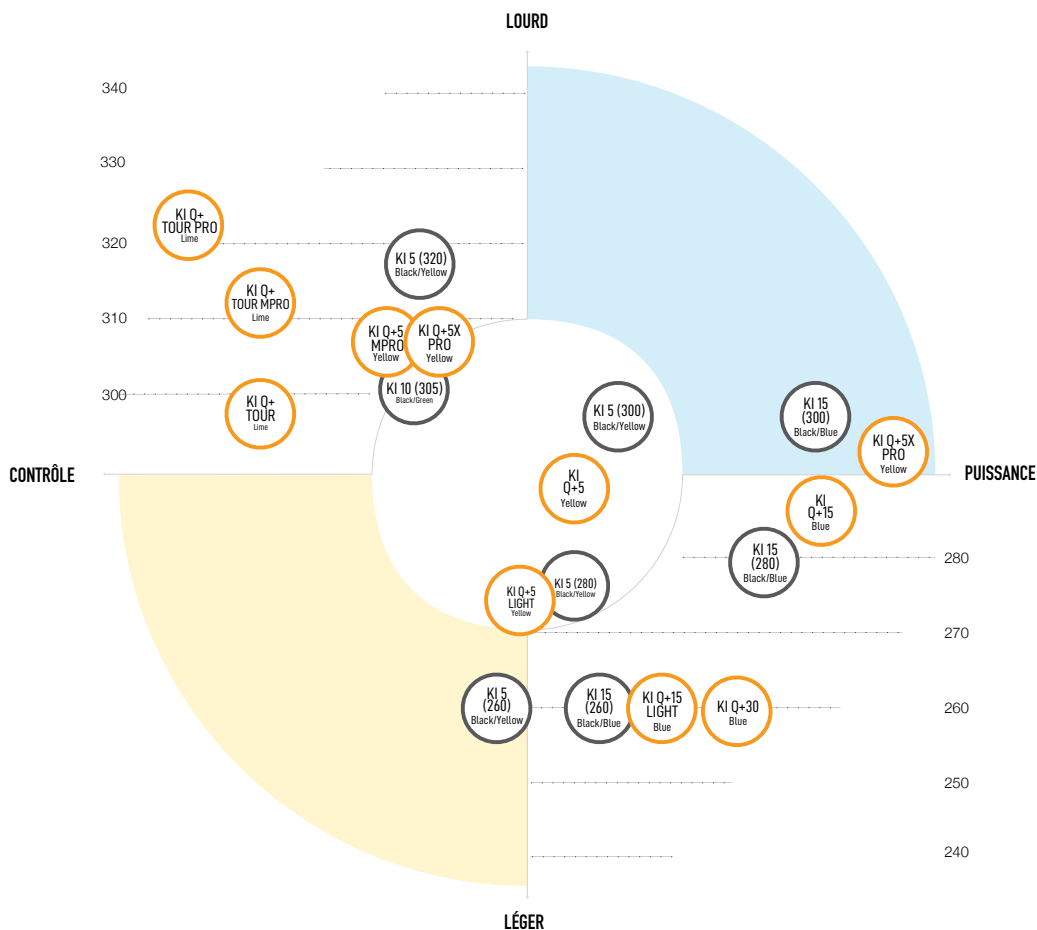 LOURD
340
330
KI Q+
TOUR PRO
Lime
320
KI 5 (320)
Black/Yellow
KI Q+
TOUR MPRO
Lime
310
KI Q+5
MPRO
Yellow
KI Q+5X
PRO
Yellow
KI 10 (305)
Black/Green
300
KI Q+
TOUR
Lime
KI 5 (300)
Black/Yellow
KI 15
(300)
Black/Blue
KI Q+5X
PRO
Yellow
CONTRÔLE
PUISSANCE
KI
Q+5
Yellow
KI
Q+15
Blue
KI 15
(280)
Black/Blue
280
KI Q+5
LIGHT
Yellow
KI 5 (280)
Black/Yellow
270
KI 5
(260)
Black/Yellow
KI 15
(260)
Black/Blue
KI Q+15
LIGHT
Blue
KI Q+30
Blue
260
250
240
LÉGER